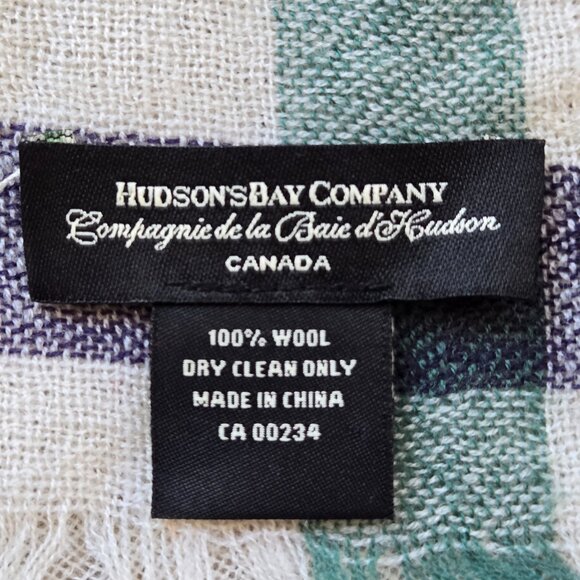 HUDSON'S BAY COMPANY
Compagnie de la Baie d'Hudson
CANADA
100% WOOL
DRY CLEAN ONLY
MADE IN CHINA
CA 00234